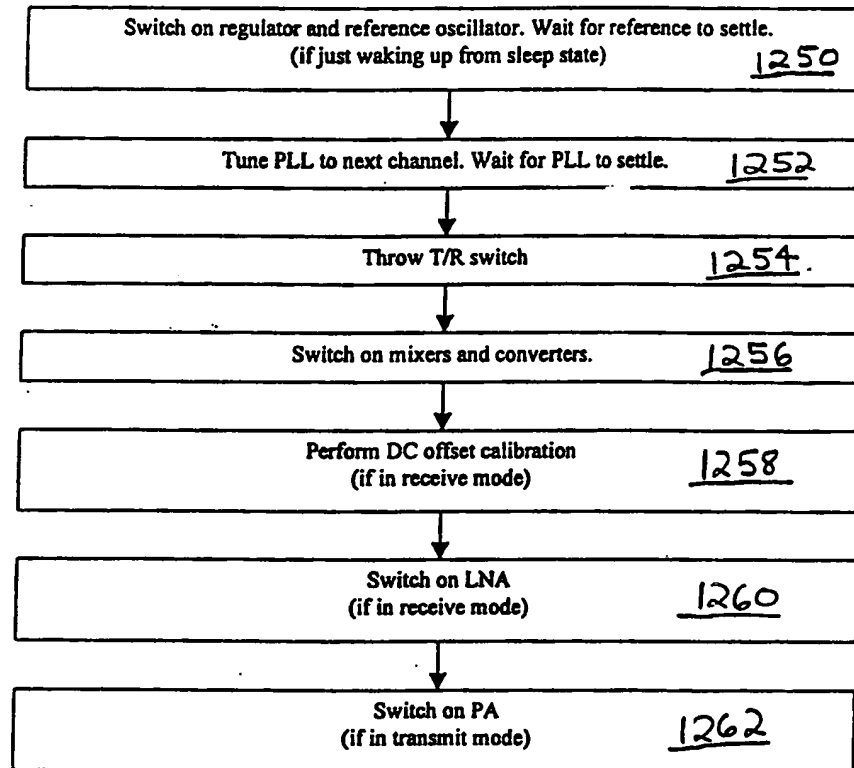 Switch on regulator and reference oscillator. Wait for reference to settle.
(if just waking up from sleep state) 1250
Tune PLL to next channel. Wait for PLL to settle. 1252
Throw T/R switch 1254.
Switch on mixers and converters. 1256
Perform DC offset calibration
(if in receive mode) 1258
Switch on LNA
(if in receive mode) 1260
Switch on PA
(if in transmit mode) 1262